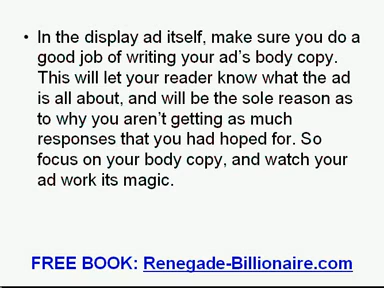 • In the display ad itself, make sure you do a
good job of writing your ad's body copy.
This will let your reader know what the ad
is all about, and will be the sole reason as
to why you aren't getting as much
responses that you had hoped for. So
focus on your body copy, and watch your
ad work its magic.
FREE BOOK: Renegade-Billionaire.com